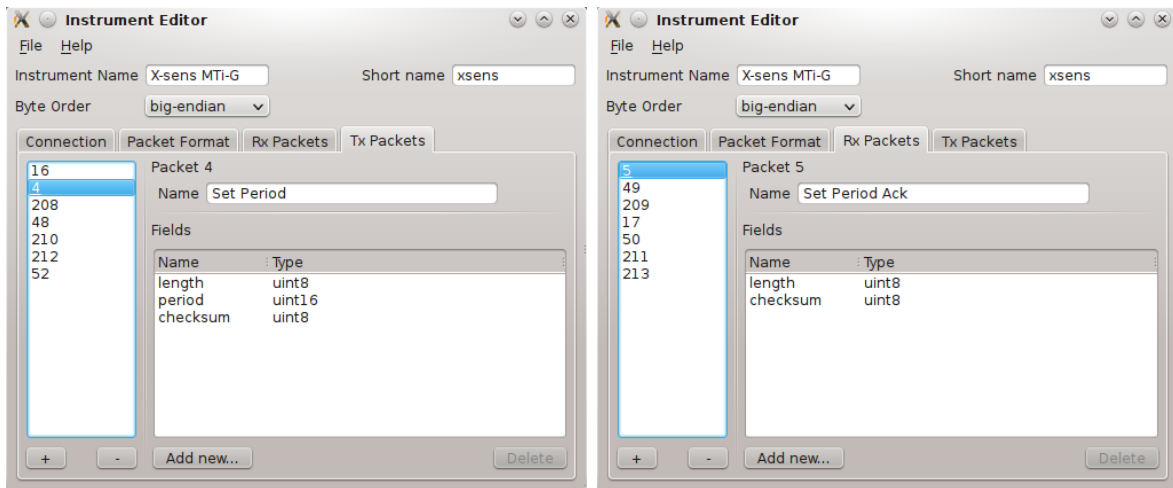 Instrument Editor
File Help
Instrument Name X-sens MTi-G Short name xsens
Byte Order big-endian
Connection Packet Format Rx Packets Tx Packets
16
4
208
48
210
212
52
Packet 4
Name Set Period
Fields
Name Type
length uint8
period uint16
checksum uint8
+ - Add new... Delete
Instrument Editor
File Help
Instrument Name X-sens MTi-G Short name xsens
Byte Order big-endian
Connection Packet Format Rx Packets Tx Packets
5
49
209
17
50
211
213
Packet 5
Name Set Period Ack
Fields
Name Type
length uint8
checksum uint8
+ - Add new... Delete